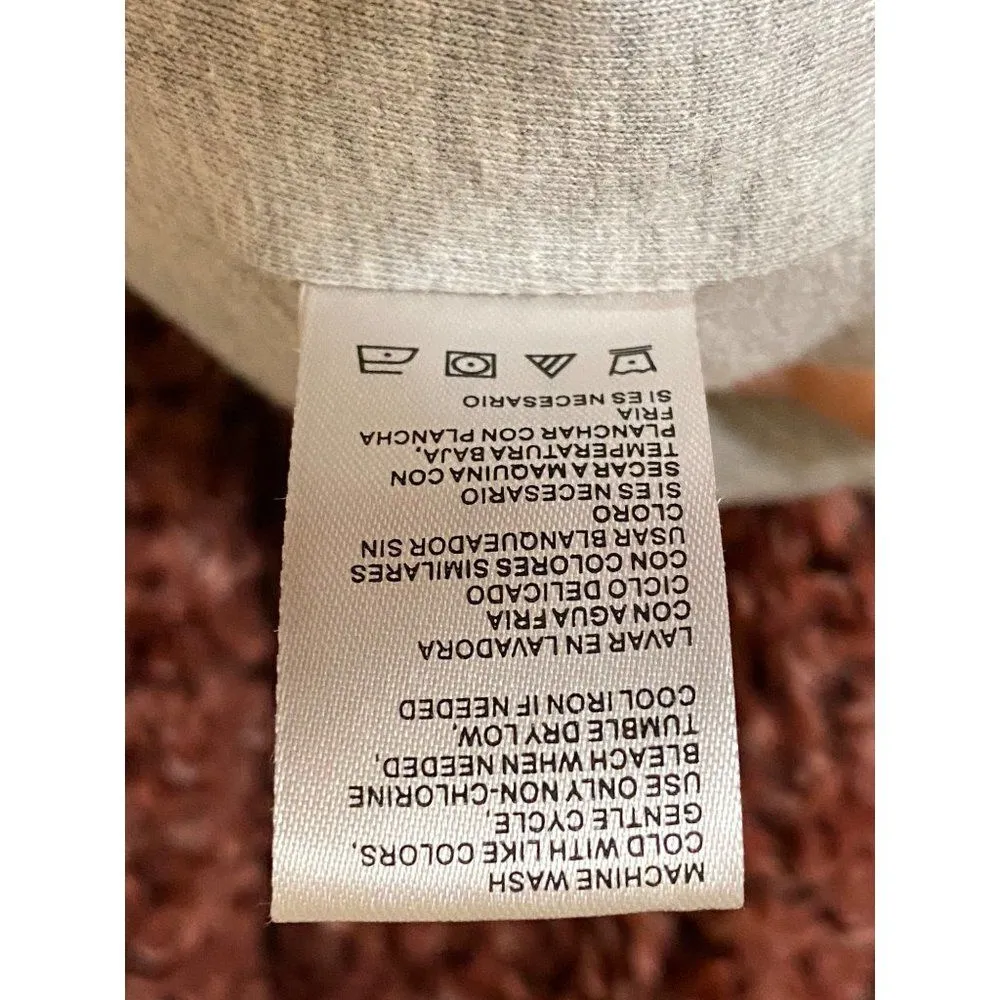 MACHINE WASH
COLD WITH LIKE COLORS,
GENTLE CYCLE,
USE ONLY NON-CHLORINE
BLEACH WHEN NEEDED,
TUMBLE DRY LOW,
COOL IRON IF NEEDED
LAVAR EN LAVADORA
CON AGUA FRIA
CICLO DELICADO
CON COLORES SIMILARES
USAR BLANQUEADOR SIN
CLORO
SI ES NECESARIO
SECAR A MAQUINA CON
TEMPERATURA BAJA,
PLANCHAR CON PLANCHA
FRIA
SI ES NECESARIO